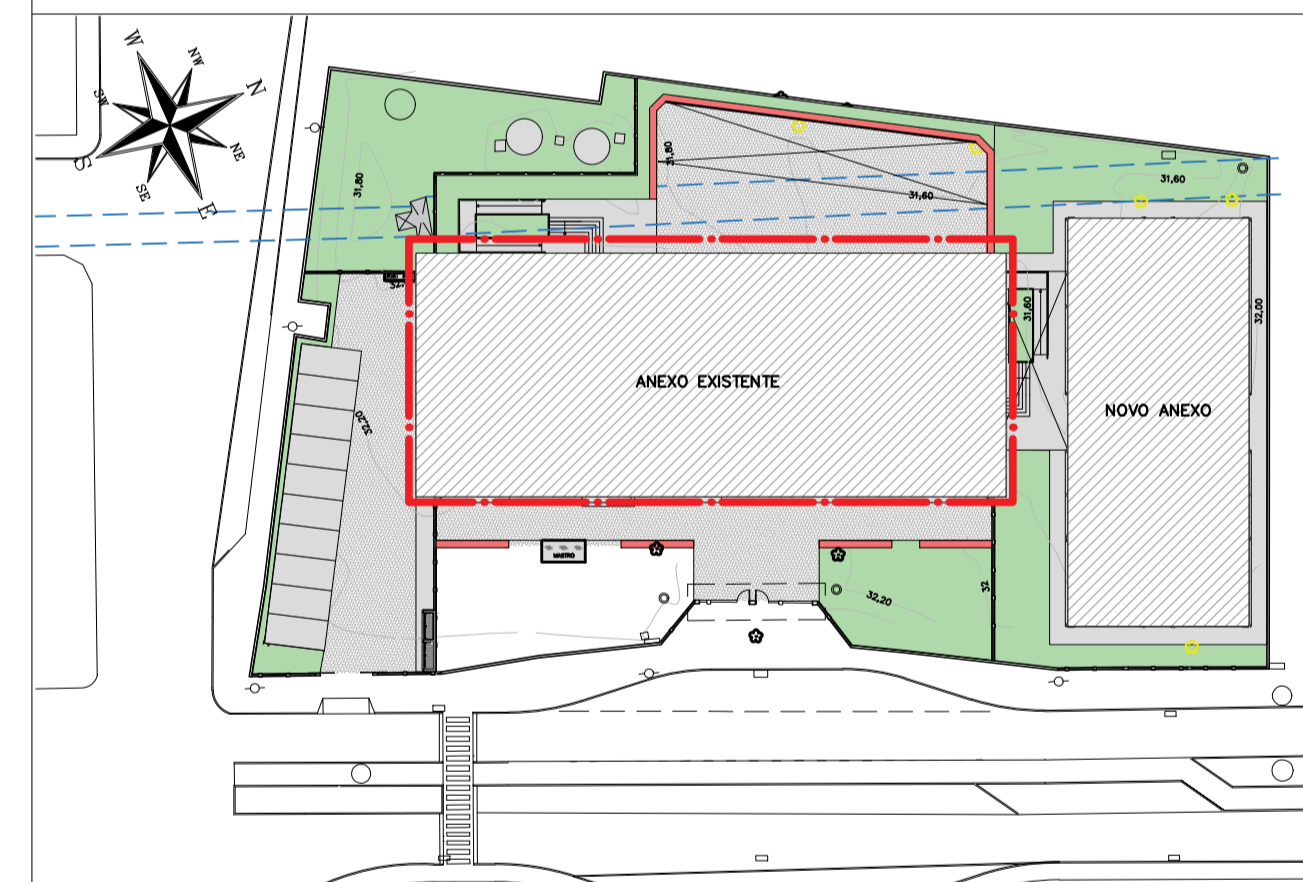 W
NW
N
SW
NE
S
SE
E
31,80
31,80
31,60
31,60
31,60
32,00
ANEXO EXISTENTE
NOVO ANEXO
32,20
MASTRO
32,20
32